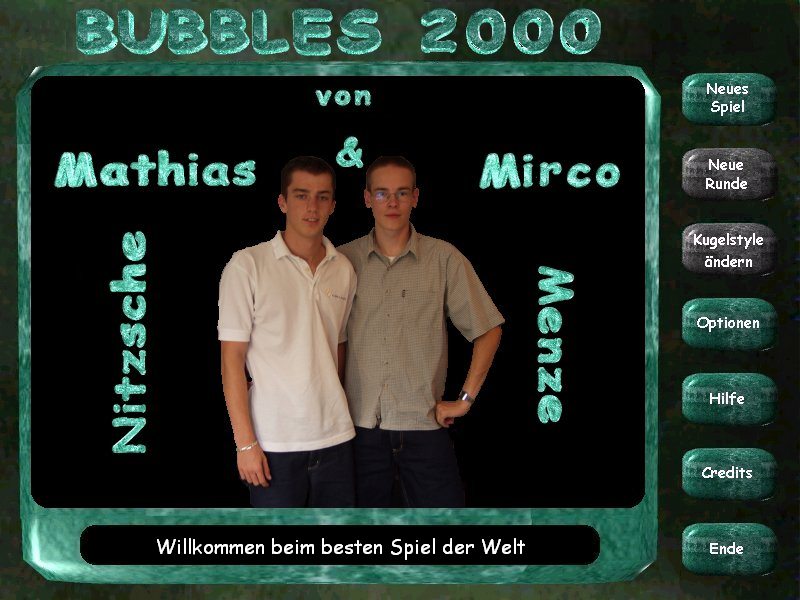 BUBBLES 2000
von
&
Mathias
Mirco
Nitzsche
Menze
Willkommen beim besten Spiel der Welt
Neues
Spiel
Neue
Runde
Kugelstyle
ändern
Optionen
Hilfe
Credits
Ende